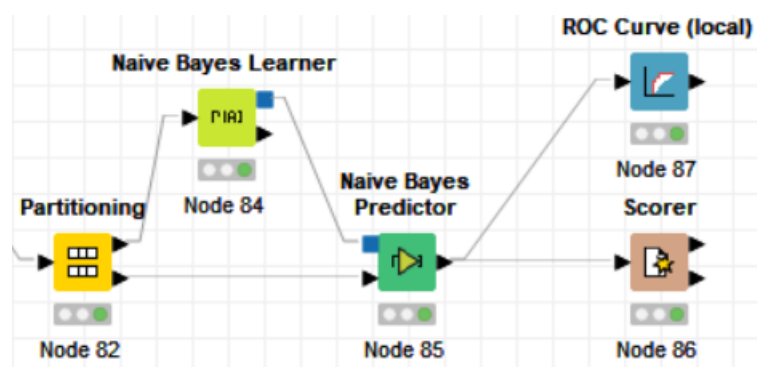 ROC Curve (local)
Naive Bayes Learner
P(A)
Node 87
Naive Bayes
Predictor
Scorer
Partitioning
Node 84
Node 82
Node 85
Node 86